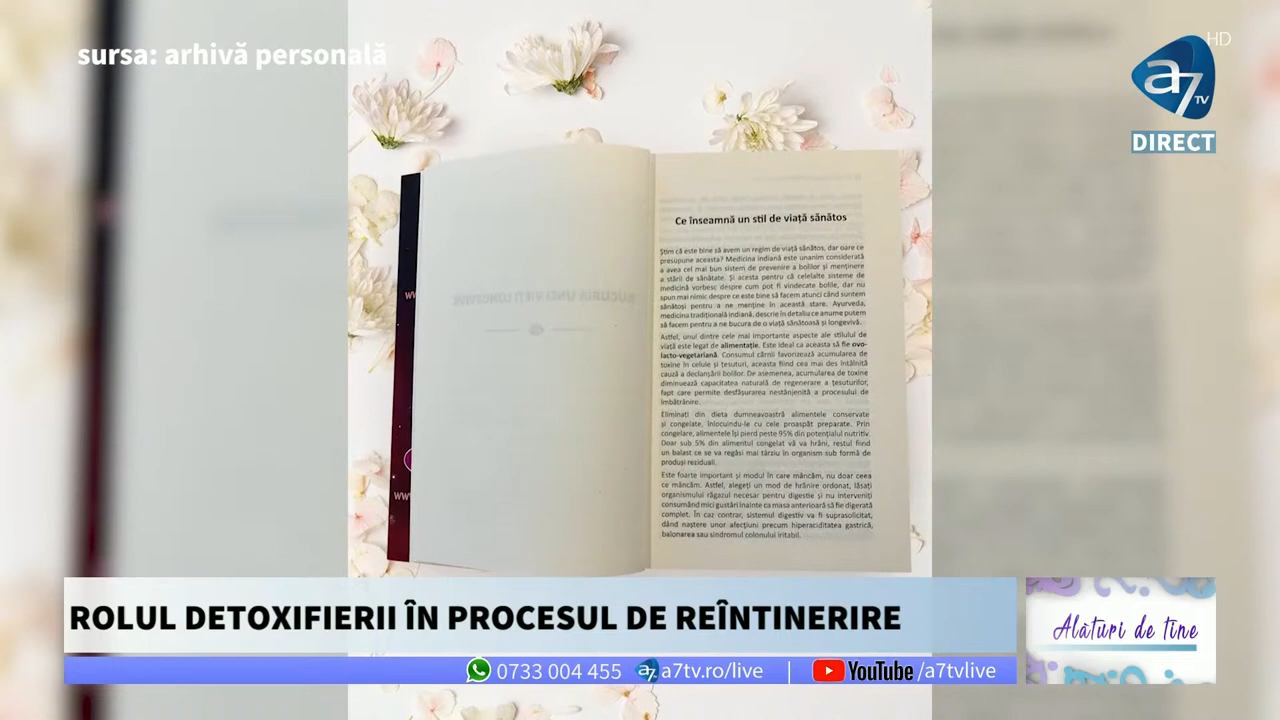 sursa: arhivă personală
HD
a7
TV
DIRECT
Ce înseamnă un stil de viață sănătos
Știm că este bine să avem un regim de viață sănătos, dar oare ce
presupune aceasta? Medicina indiană este unanim considerată
a avea cel mai bun sistem de prevenire a bolilor și menținere
a stării de sănătate. Și acesta pentru că celelalte sisteme de
medicină vorbesc despre cum pot fi vindecate bolile, dar nu
spun mai nimic despre ce este bine să facem atunci când suntem
sănătoși pentru a ne menține în această stare. Ayurveda,
medicina tradițională indiană, descrie în detaliu ce anume putem
să facem pentru a ne bucura de o viață sănătoasă și longevivă.
Astfel, unul dintre cele mai importante aspecte ale stilului de
viață este legat de alimentație. Este ideal ca aceasta să fie ovo-
lacto-vegetariană. Consumul cărnii favorizează acumularea de
toxine în celule și țesuturi, aceasta fiind cea mai des întâlnită
cauză a declanșării bolilor. De asemenea, acumularea de toxine
diminuează capacitatea naturală de regenerare a țesuturilor,
fapt care permite desfășurarea nestânjenită a procesului de
îmbătrânire.
Eliminați din dieta dumneavoastră alimentele conservate
și congelate, înlocuindu-le cu cele proaspăt preparate. Prin
congelare, alimentele își pierd peste 95% din potențialul nutritiv.
Doar sub 5% din alimentul congelat vă va hrăni, restul fiind
un balast ce se va regăsi mai târziu în organism sub formă de
produși reziduali.
Este foarte important și modul în care mâncăm, nu doar ceea
ce mâncăm. Astfel, alegeți un mod de hrănire ordonat, lăsați
organismului răgazul necesar pentru digestie și nu interveniți
consumând mici gustări înainte ca masa anterioară să fie digerată
complet. În caz contrar, sistemul digestiv va fi suprasolicitat,
dând naștere unor afecțiuni precum hiperaciditatea gastrică,
balonarea sau sindromul colonului iritabil.
ROLUL DETOXIFIERII ÎN PROCESUL DE REÎNTINERIRE
Alături de tine
0733 004 455 a7 a7tv.ro/live | YouTube /a7tvlive